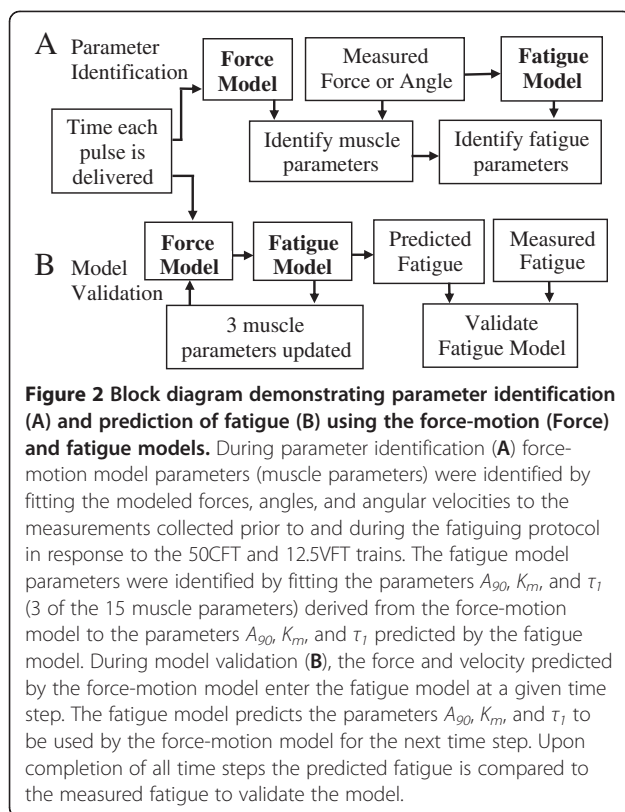 A Parameter Identification
Force Model
Measured Force or Angle
Fatigue Model
Time each pulse is delivered
Identify muscle parameters
Identify fatigue parameters
B Model Validation
Force Model
Fatigue Model
Predicted Fatigue
Measured Fatigue
3 muscle parameters updated
Validate Fatigue Model
Figure 2 Block diagram demonstrating parameter identification
(A) and prediction of fatigue (B) using the force-motion (Force)
and fatigue models. During parameter identification (A) force-
motion model parameters (muscle parameters) were identified by
fitting the modeled forces, angles, and angular velocities to the
measurements collected prior to and during the fatiguing protocol
in response to the 50CFT and 12.5VFT trains. The fatigue model
parameters were identified by fitting the parameters A90, Km, and τ1
(3 of the 15 muscle parameters) derived from the force-motion
model to the parameters A90, Km, and τ1 predicted by the fatigue
model. During model validation (B), the force and velocity predicted
by the force-motion model enter the fatigue model at a given time
step. The fatigue model predicts the parameters A90, Km, and τ1 to
be used by the force-motion model for the next time step. Upon
completion of all time steps the predicted fatigue is compared to
the measured fatigue to validate the model.